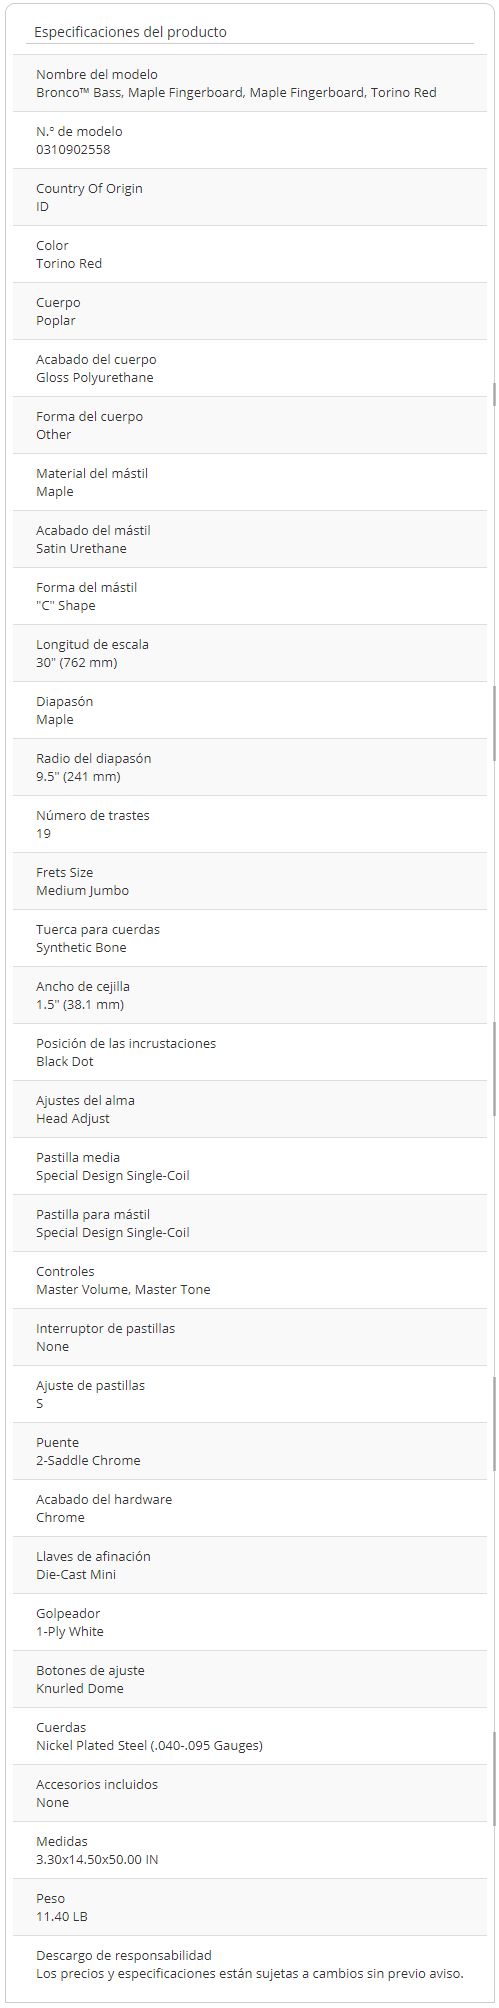 Especificaciones del producto
Nombre del modelo
Bronco™ Bass, Maple Fingerboard, Maple Fingerboard, Torino Red
N.º de modelo
0310902558
Country Of Origin
ID
Color
Torino Red
Cuerpo
Poplar
Acabado del cuerpo
Gloss Polyurethane
Forma del cuerpo
Other
Material del mástil
Maple
Acabado del mástil
Satin Urethane
Forma del mástil
"C" Shape
Longitud de escala
30" (762 mm)
Diapasón
Maple
Radio del diapasón
9.5" (241 mm)
Número de trastes
19
Frets Size
Medium Jumbo
Tuerca para cuerdas
Synthetic Bone
Ancho de cejilla
1.5" (38.1 mm)
Posición de las incrustaciones
Black Dot
Ajustes del alma
Head Adjust
Pastilla media
Special Design Single-Coil
Pastilla para mástil
Special Design Single-Coil
Controles
Master Volume, Master Tone
Interruptor de pastillas
None
Ajuste de pastillas
S
Puente
2-Saddle Chrome
Acabado del hardware
Chrome
Llaves de afinación
Die-Cast Mini
Golpeador
1-Ply White
Botones de ajuste
Knurled Dome
Cuerdas
Nickel Plated Steel (.040-.095 Gauges)
Accesorios incluidos
None
Medidas
3.30x14.50x50.00 IN
Peso
11.40 LB
Descargo de responsabilidad
Los precios y especificaciones están sujetas a cambios sin previo aviso.